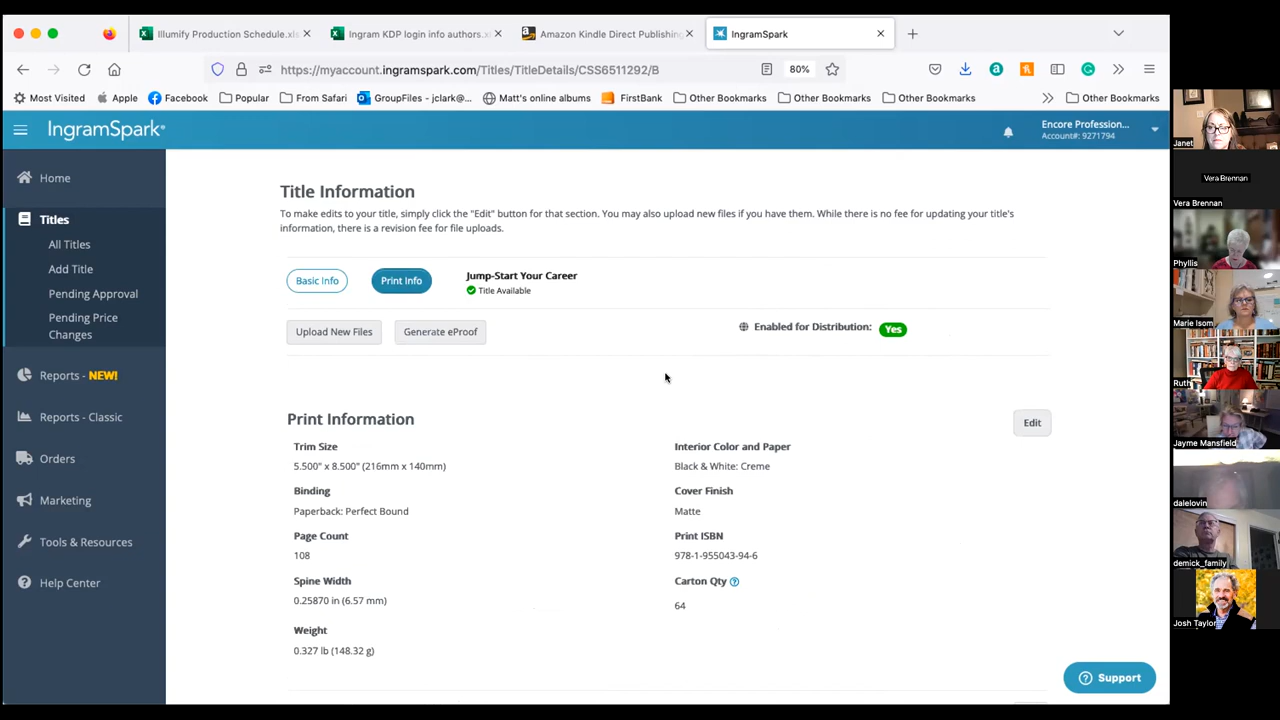 Illumify Production Schedule.xls
Ingram KDP login info authors.x
Amazon Kindle Direct Publishing
IngramSpark
https://myaccount.ingramspark.com/Titles/TitleDetails/CSS6511292/B
80%
Most Visited
Apple
Facebook
Popular
From Safari
GroupFiles - jclark@...
Matt's online albums
FirstBank
Other Bookmarks
Other Bookmarks
Other Bookmarks
IngramSpark®
Encore Profession...
Account#: 9271794
Home
Titles
All Titles
Add Title
Pending Approval
Pending Price
Changes
Reports - NEW!
Reports - Classic
Orders
Marketing
Tools & Resources
Help Center
Title Information
To make edits to your title, simply click the "Edit" button for that section. You may also upload new files if you have them. While there is no fee for updating your title's
information, there is a revision fee for file uploads.
Basic Info
Print Info
Jump-Start Your Career
Title Available
Upload New Files
Generate eProof
Enabled for Distribution: Yes
Print Information
Edit
Trim Size
5.500" x 8.500" (216mm x 140mm)
Binding
Paperback: Perfect Bound
Page Count
108
Spine Width
0.25870 in (6.57 mm)
Weight
0.327 lb (148.32 g)
Interior Color and Paper
Black & White: Creme
Cover Finish
Matte
Print ISBN
978-1-955043-94-6
Carton Qty
64
Support
Janet
Vera Brennan
Vera Brennan
Phyllis
Marie Isom
Ruth
Jayme Mansfield
dalelovin
demick_family
Josh Taylor